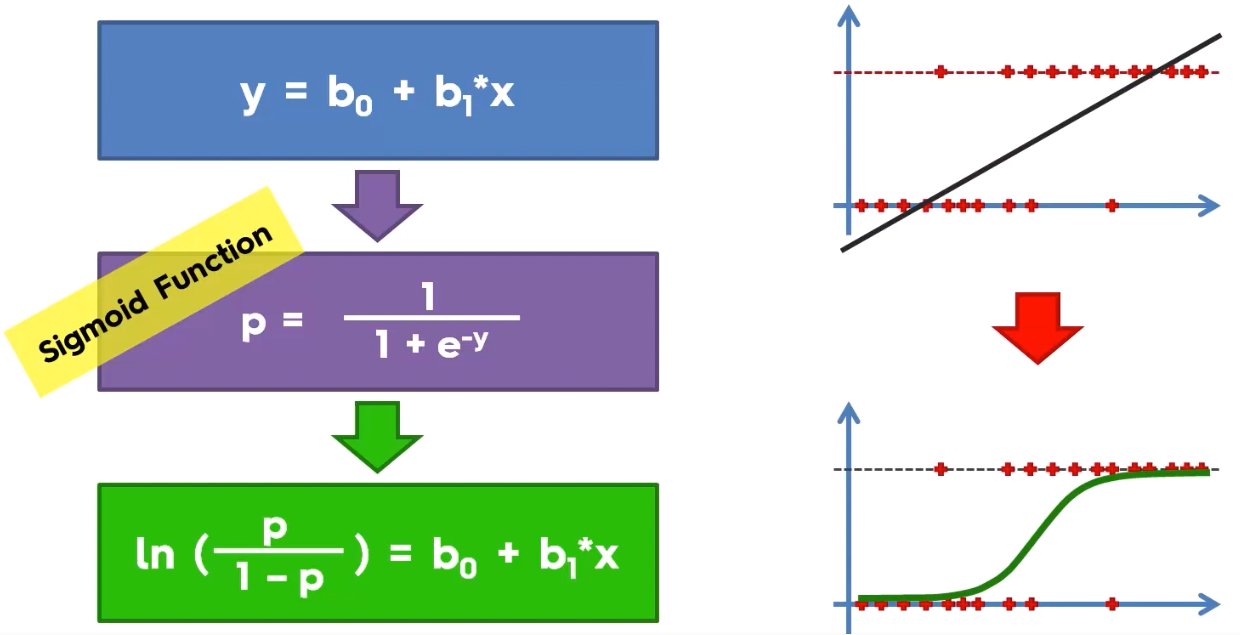 y = b₀ + b₁*x
Sigmoid Function
p = 1 / (1 + e⁻ʸ)
ln (p / (1 - p)) = b₀ + b₁*x